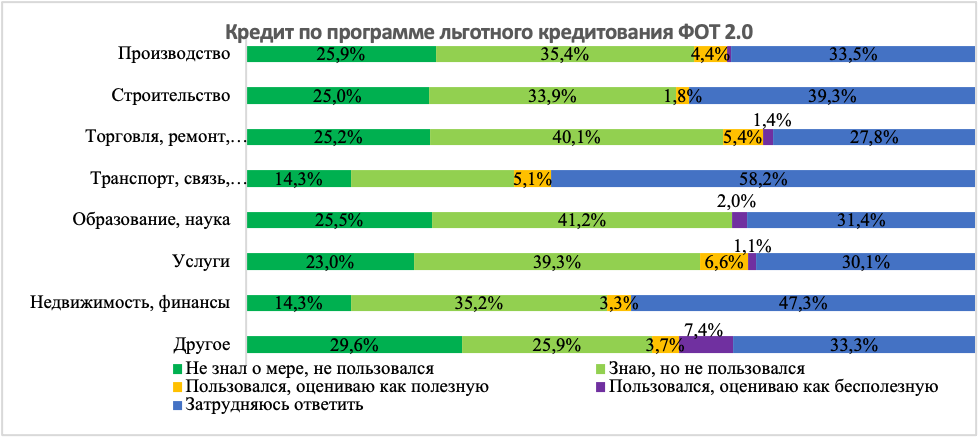 Кредит по программе льготного кредитования ФОТ 2.0
Производство 25,9% 35,4% 4,4% 33,5%
Строительство 25,0% 33,9% 1,8% 39,3%
1,4%
Торговля, ремонт,… 25,2% 40,1% 5,4% 27,8%
Транспорт, связь,… 14,3% 5,1% 58,2%
2,0%
Образование, наука 25,5% 41,2% 31,4%
1,1%
Услуги 23,0% 39,3% 6,6% 30,1%
Недвижимость, финансы 14,3% 35,2% 3,3% 47,3%
7,4%
Другое 29,6% 25,9% 3,7% 33,3%
Не знал о мере, не пользовался Знаю, но не пользовался
Пользовался, оцениваю как полезную Пользовался, оцениваю как бесполезную
Затрудняюсь ответить